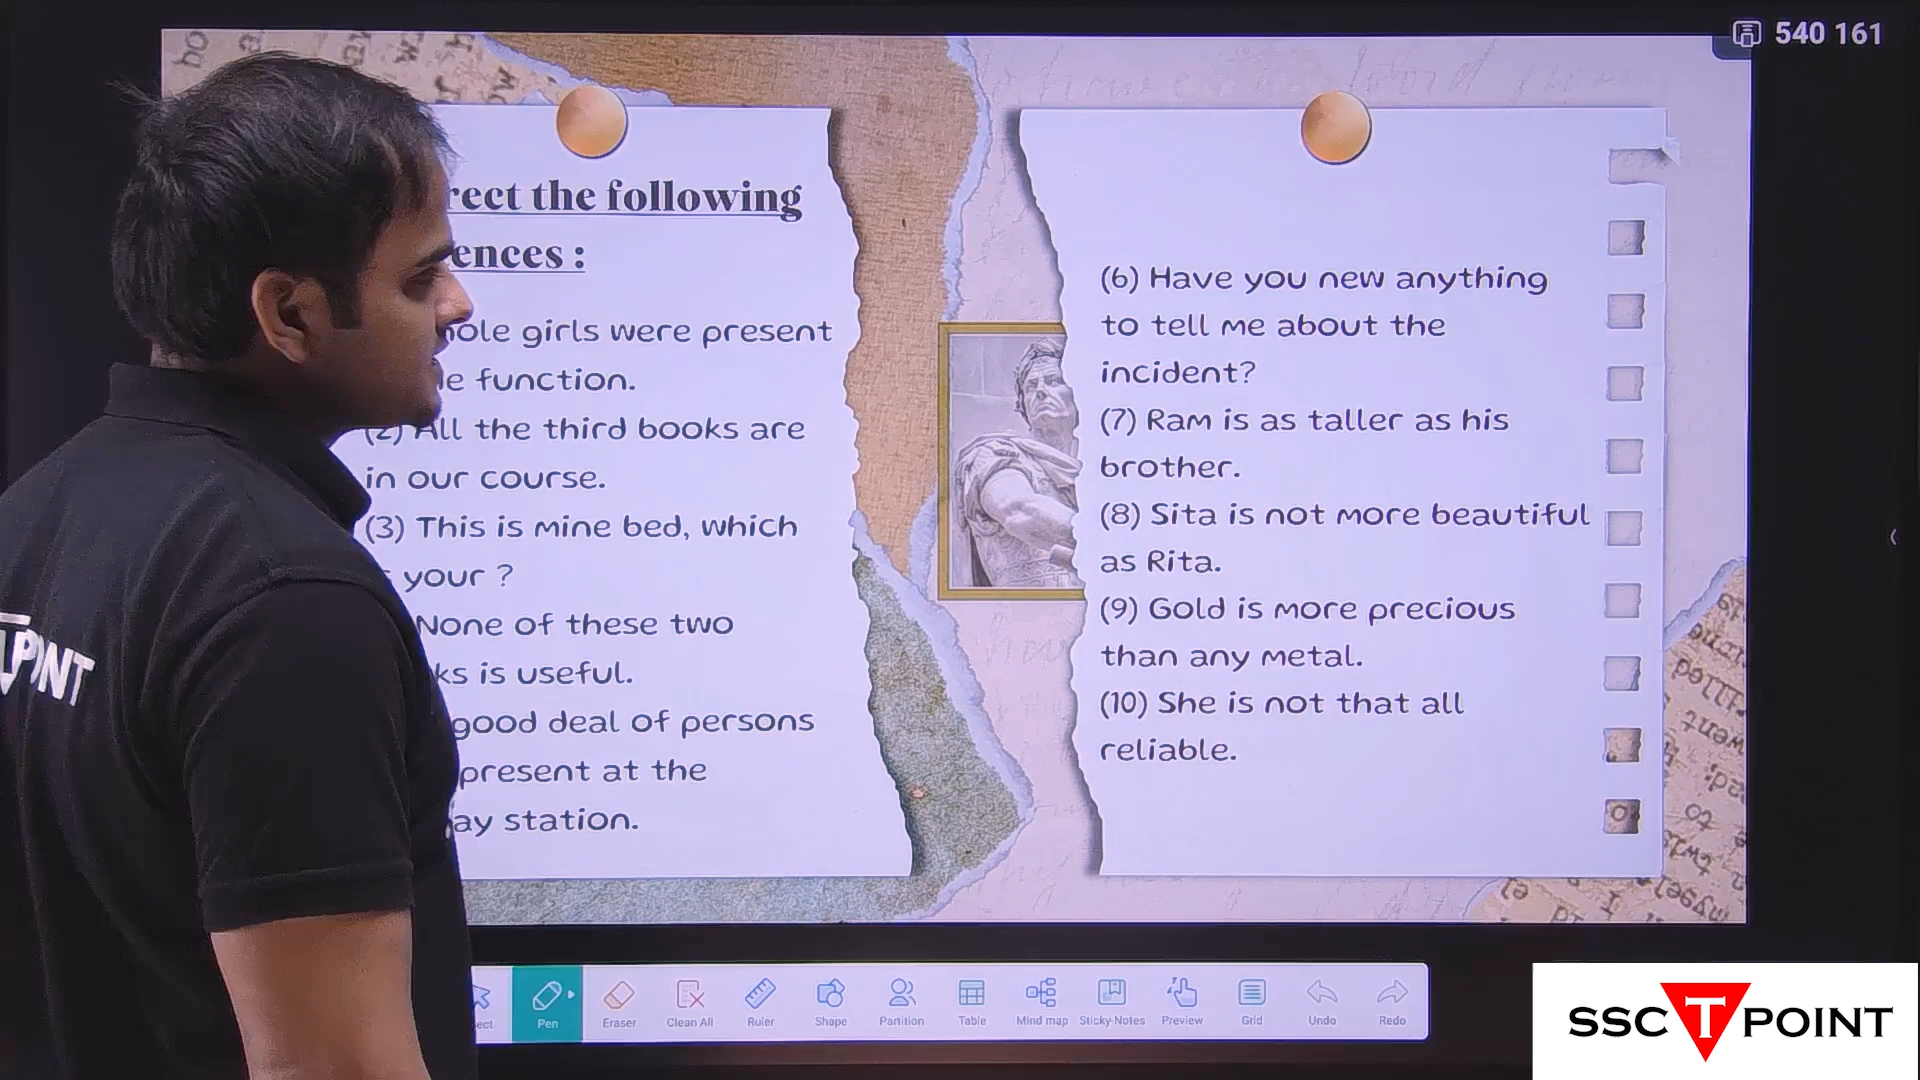 540 161
rect the following
ences :
hole girls were present
e function.
(2) All the third books are
in our course.
(3) This is mine bed, which
your ?
None of these two
ks is useful.
good deal of persons
present at the
ay station.
(6) Have you new anything
to tell me about the
incident?
(7) Ram is as taller as his
brother.
(8) Sita is not more beautiful
as Rita.
(9) Gold is more precious
than any metal.
(10) She is not that all
reliable.
POINT
ect Pen Eraser Clean All Ruler Shape Partition Table Mind map Sticky-Notes Preview Grid Undo Redo
SSC T POINT